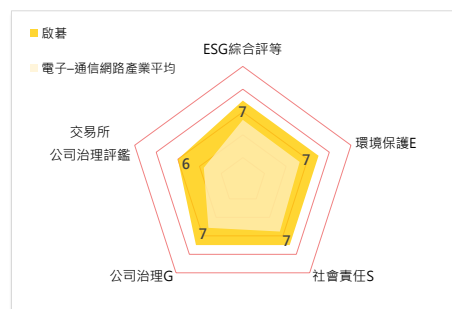 啟碁
電子–通信網路產業平均
ESG綜合評等
7
環境保護E
7
社會責任S
7
公司治理G
7
交易所
公司治理評鑑
6